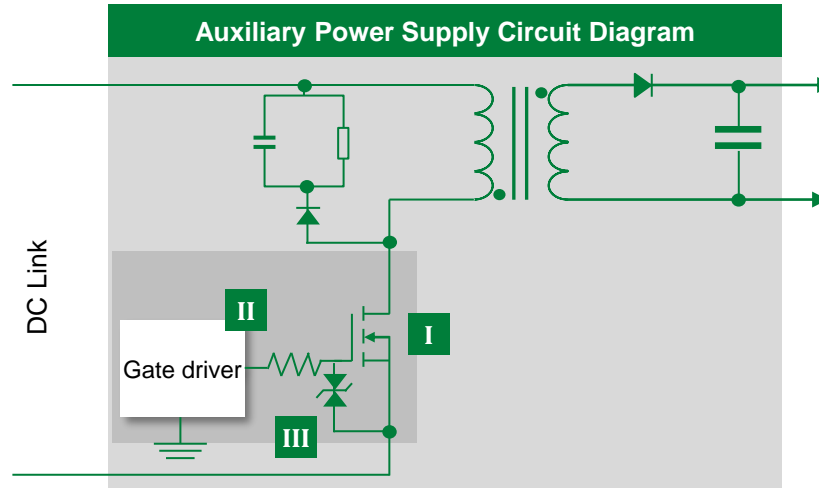 Auxiliary Power Supply Circuit Diagram
DC Link
II
I
Gate driver
III